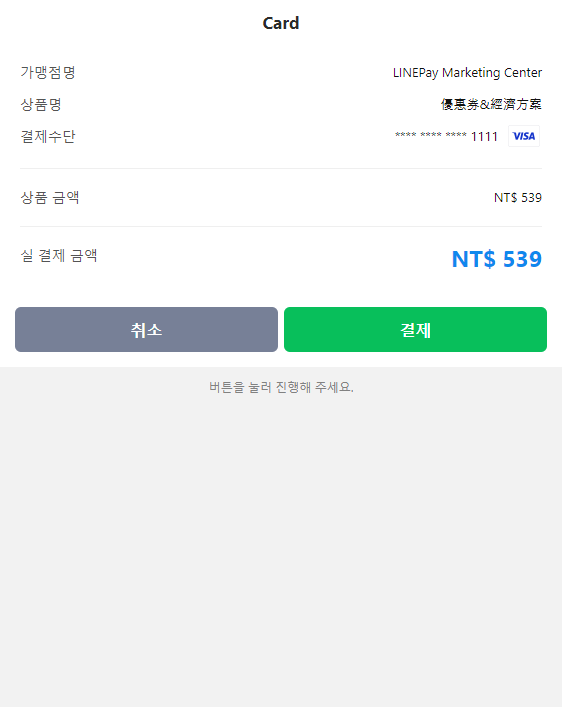 Card
가맹점명 LINEPay Marketing Center
상품명 優惠券&經濟方案
결제수단 **** **** **** 1111 VISA
상품 금액 NT$ 539
실 결제 금액 NT$ 539
취소 결제
버튼을 눌러 진행해 주세요.